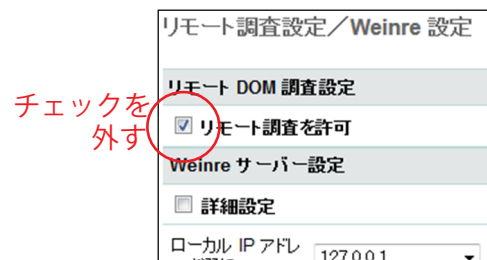 リモート調査設定／Weinre 設定
リモート DOM 調査設定
チェックを
外す
リモート調査を許可
Weinre サーバー設定
詳細設定
ローカル IP アドレ
127.0.0.1